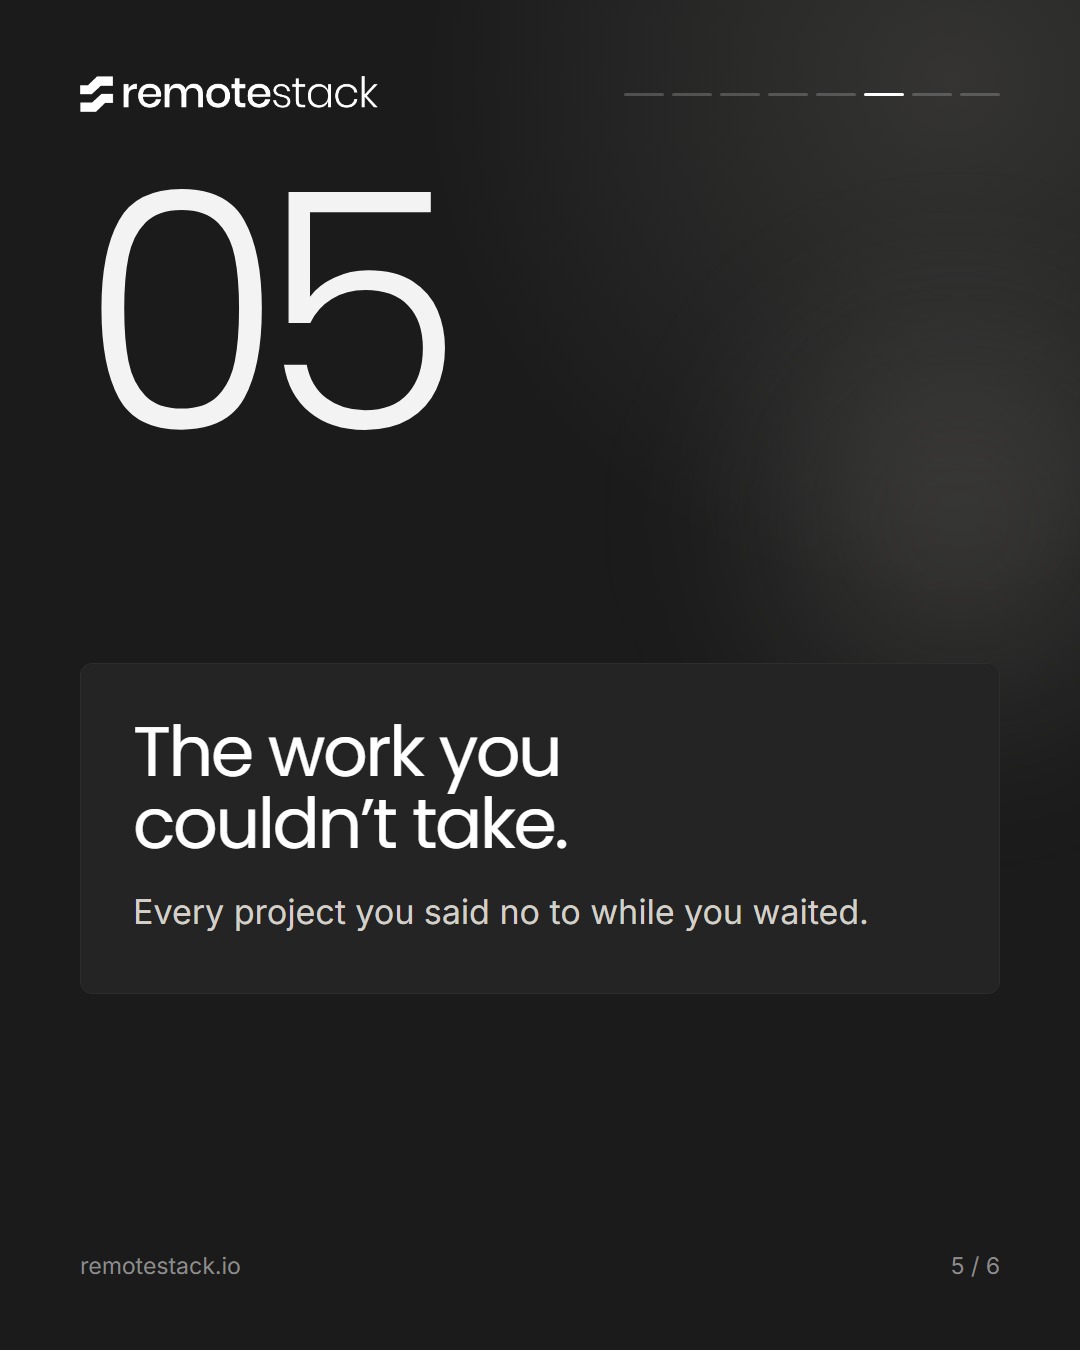 remotestack
05
The work you
couldn’t take.
Every project you said no to while you waited.
remotestack.io
5 / 6